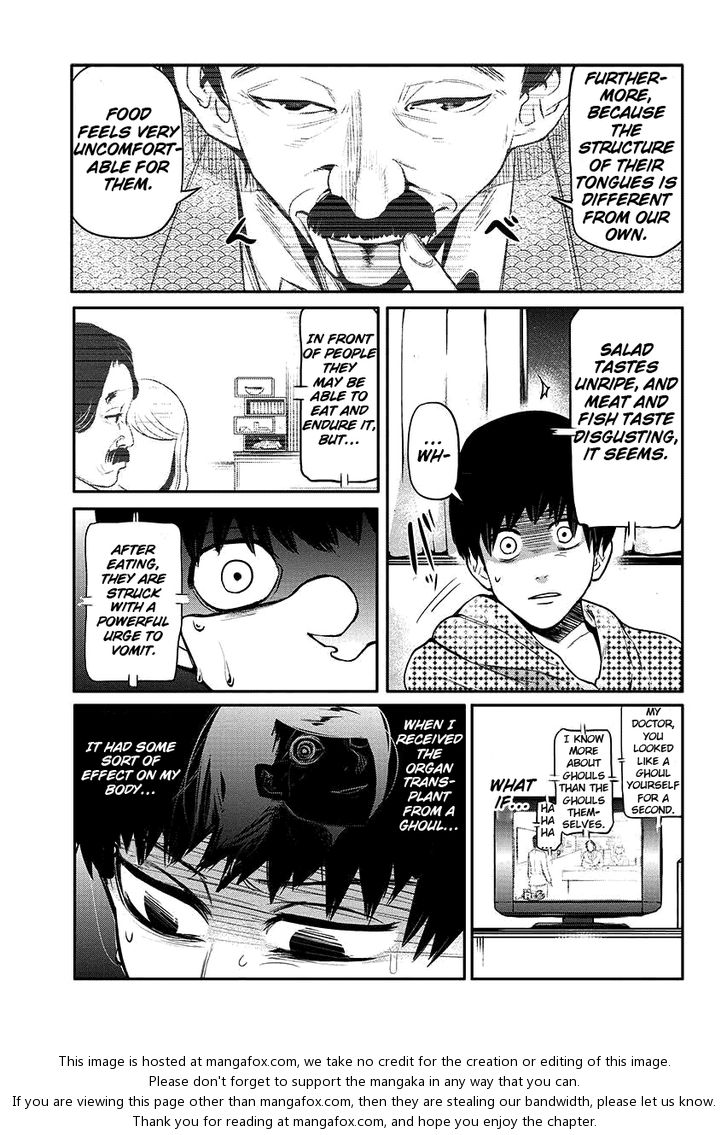 FURTHER-
MORE,
BECAUSE
THE
STRUCTURE
OF THEIR
TONGUES IS
DIFFERENT
FROM OUR
OWN.
FOOD
FEELS VERY
UNCOMFORT-
ABLE FOR
THEM.
べ
SALAD
TASTES
UNRIPE, AND
MEAT AND
FISH TASTE
DISGUSTING,
IT SEEMS.
...
WH-
IN FRONT
OF PEOPLE
THEY
MAY BE
ABLE TO
EAT AND
ENDURE IT,
BUT...
AFTER
EATING,
THEY ARE
STRUCK
WITH A
POWERFUL
URGE TO
VOMIT.
MY
DOCTOR,
YOU
LOOKED
LIKE A
GHOUL
YOURSELF
FOR A
SECOND.
I KNOW
MORE
ABOUT
GHOULS
THAN THE
GHOULS
THEM-
SELVES.
HA
HA
HA
WHAT
IF...
WHEN I
RECEIVED
THE
ORGAN
TRANS-
PLANT
FROM A
GHOUL...
IT HAD SOME
SORT OF
EFFECT ON MY
BODY...
This image is hosted at mangafox.com, we take no credit for the creation or editing of this image.
Please don't forget to support the mangaka in any way that you can.
If you are viewing this page other than mangafox.com, then they are stealing our bandwidth, please let us know.
Thank you for reading at mangafox.com, and hope you enjoy the chapter.